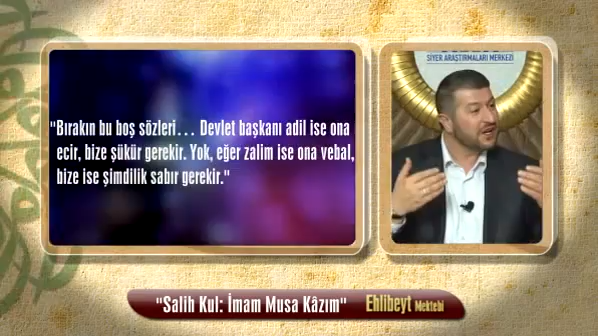 SİYER ARAŞTIRMALARI MERKEZİ
"Bırakın bu boş sözleri... Devlet başkanı adil ise ona
ecir, bize şükür gerekir. Yok, eğer zalim ise ona vebal,
bize ise şimdilik sabır gerekir."
"Salih Kul: İmam Musa Kâzım" Ehlibeyt Mektebi